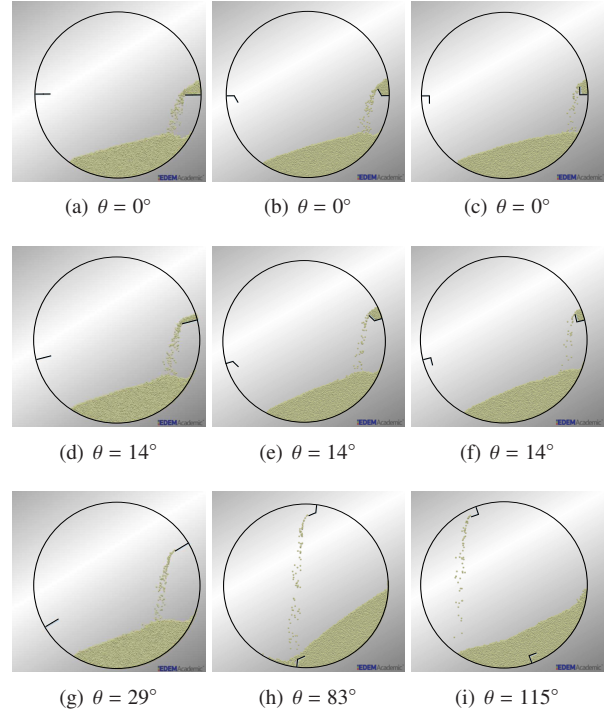 EDEMAcademic
EDEMAcademic
EDEMAcademic
(a) θ = 0°
(b) θ = 0°
(c) θ = 0°
EDEMAcademic
EDEMAcademic
EDEMAcademic
(d) θ = 14°
(e) θ = 14°
(f) θ = 14°
EDEMAcademic
EDEMAcademic
EDEMAcademic
(g) θ = 29°
(h) θ = 83°
(i) θ = 115°